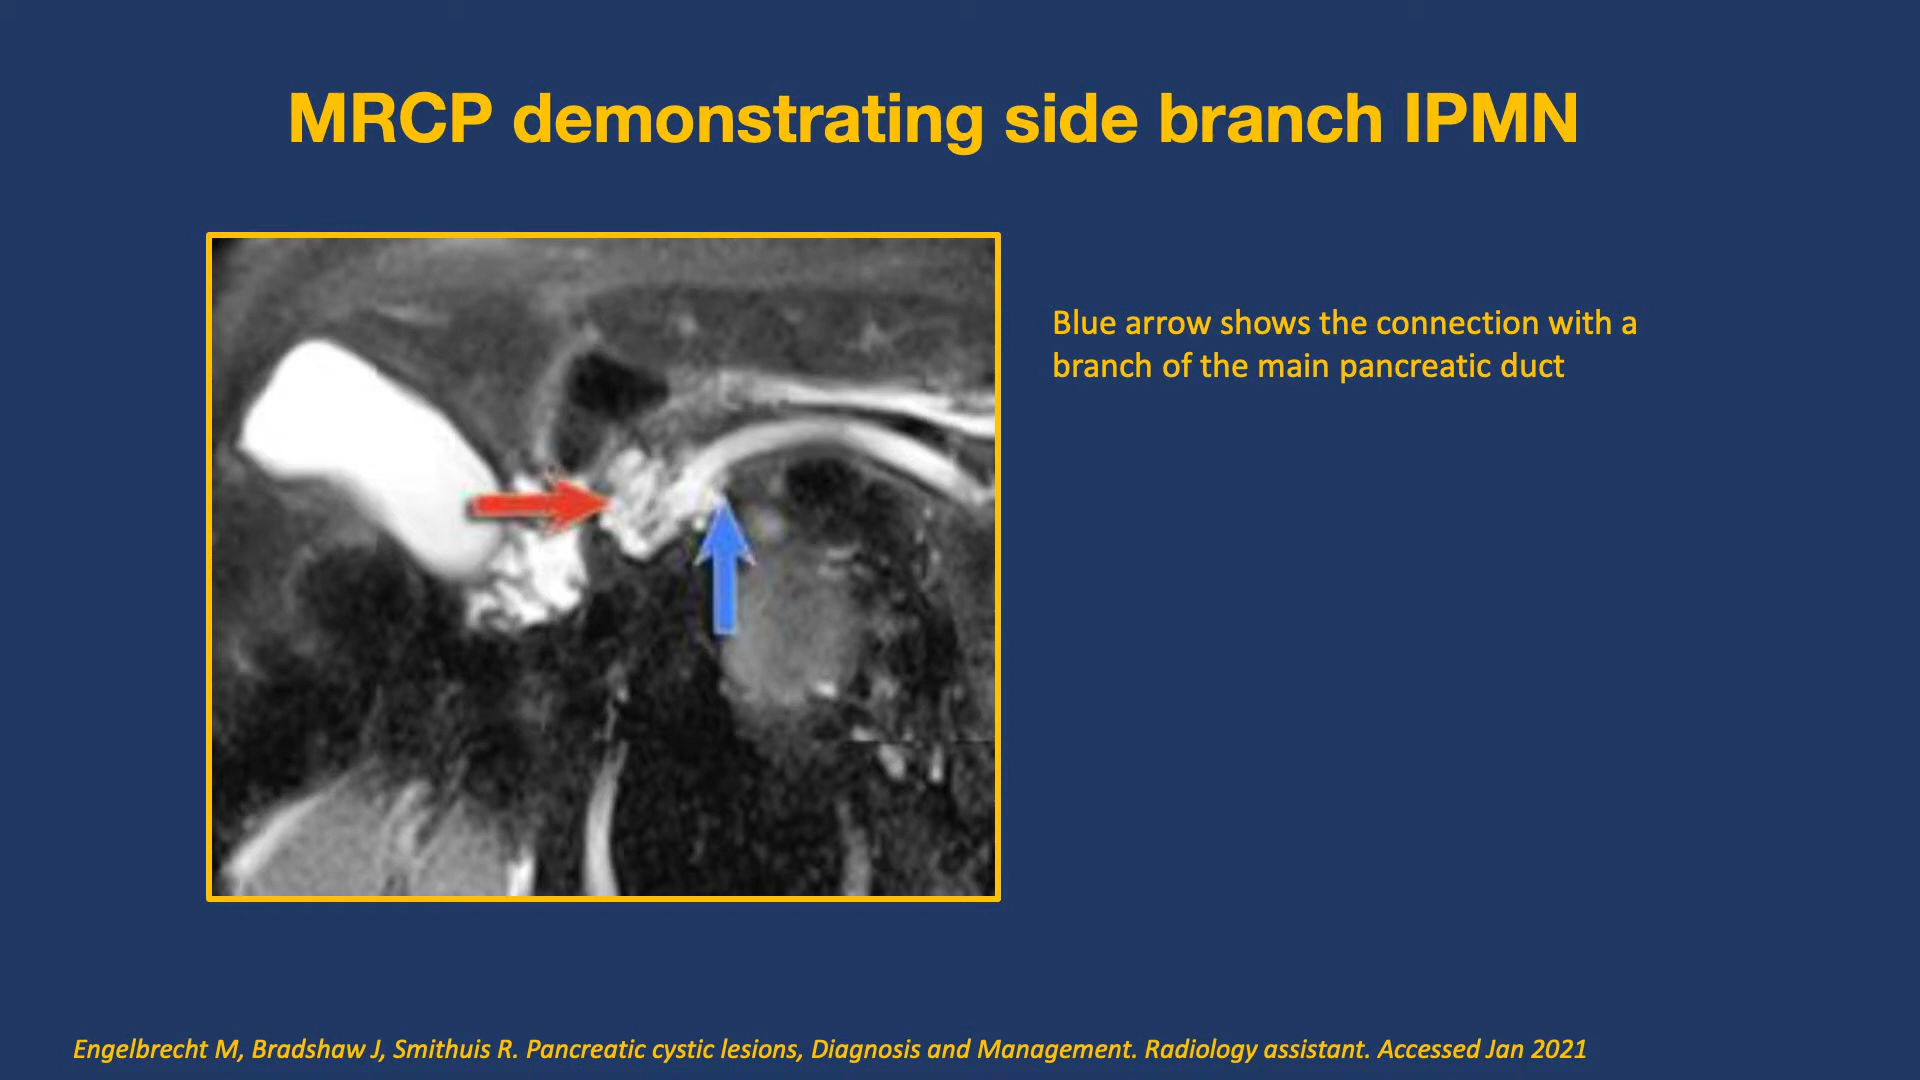 MRCP demonstrating side branch IPMN
Blue arrow shows the connection with a
branch of the main pancreatic duct
Engelbrecht M, Bradshaw J, Smithuis R. Pancreatic cystic lesions, Diagnosis and Management. Radiology assistant. Accessed Jan 2021